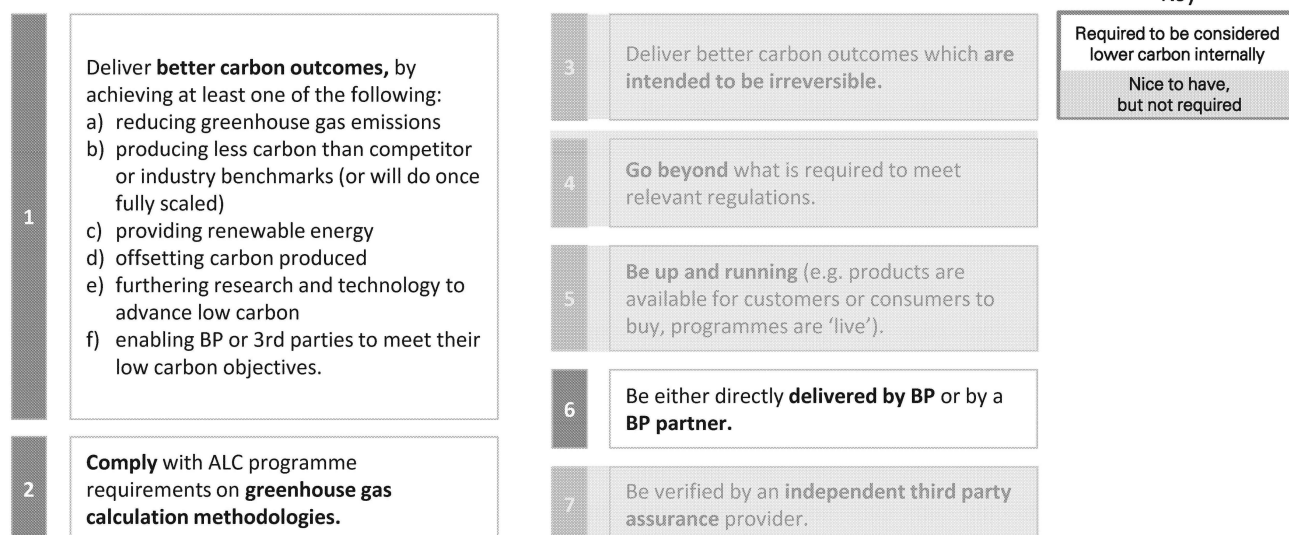 Key
Required to be considered
lower carbon internally
Nice to have,
but not required
1
Deliver better carbon outcomes, by
achieving at least one of the following:
a) reducing greenhouse gas emissions
b) producing less carbon than competitor
or industry benchmarks (or will do once
fully scaled)
c) providing renewable energy
d) offsetting carbon produced
e) furthering research and technology to
advance low carbon
f) enabling BP or 3rd parties to meet their
low carbon objectives.
2
Comply with ALC programme
requirements on greenhouse gas
calculation methodologies.
3
Deliver better carbon outcomes which are
intended to be irreversible.
4
Go beyond what is required to meet
relevant regulations.
5
Be up and running (e.g. products are
available for customers or consumers to
buy, programmes are ‘live’).
6
Be either directly delivered by BP or by a
BP partner.
7
Be verified by an independent third party
assurance provider.